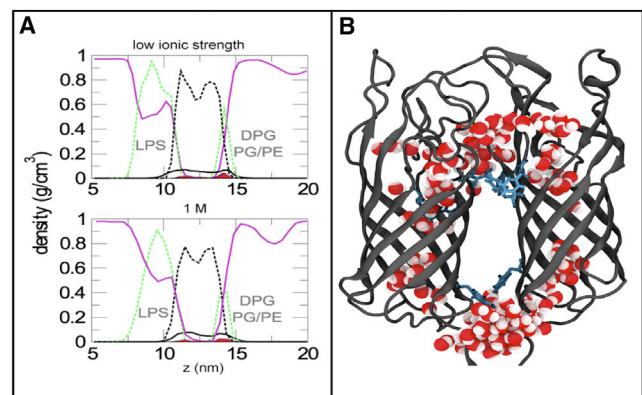 A
low ionic strength
1
0.8
0.6
0.4
0.2
0
LPS
DPG
PG/PE
5 10 15 20
density (g/cm³)
1 M
1
0.8
0.6
0.4
0.2
0
LPS
DPG
PG/PE
5 10 15 20
z (nm)
B